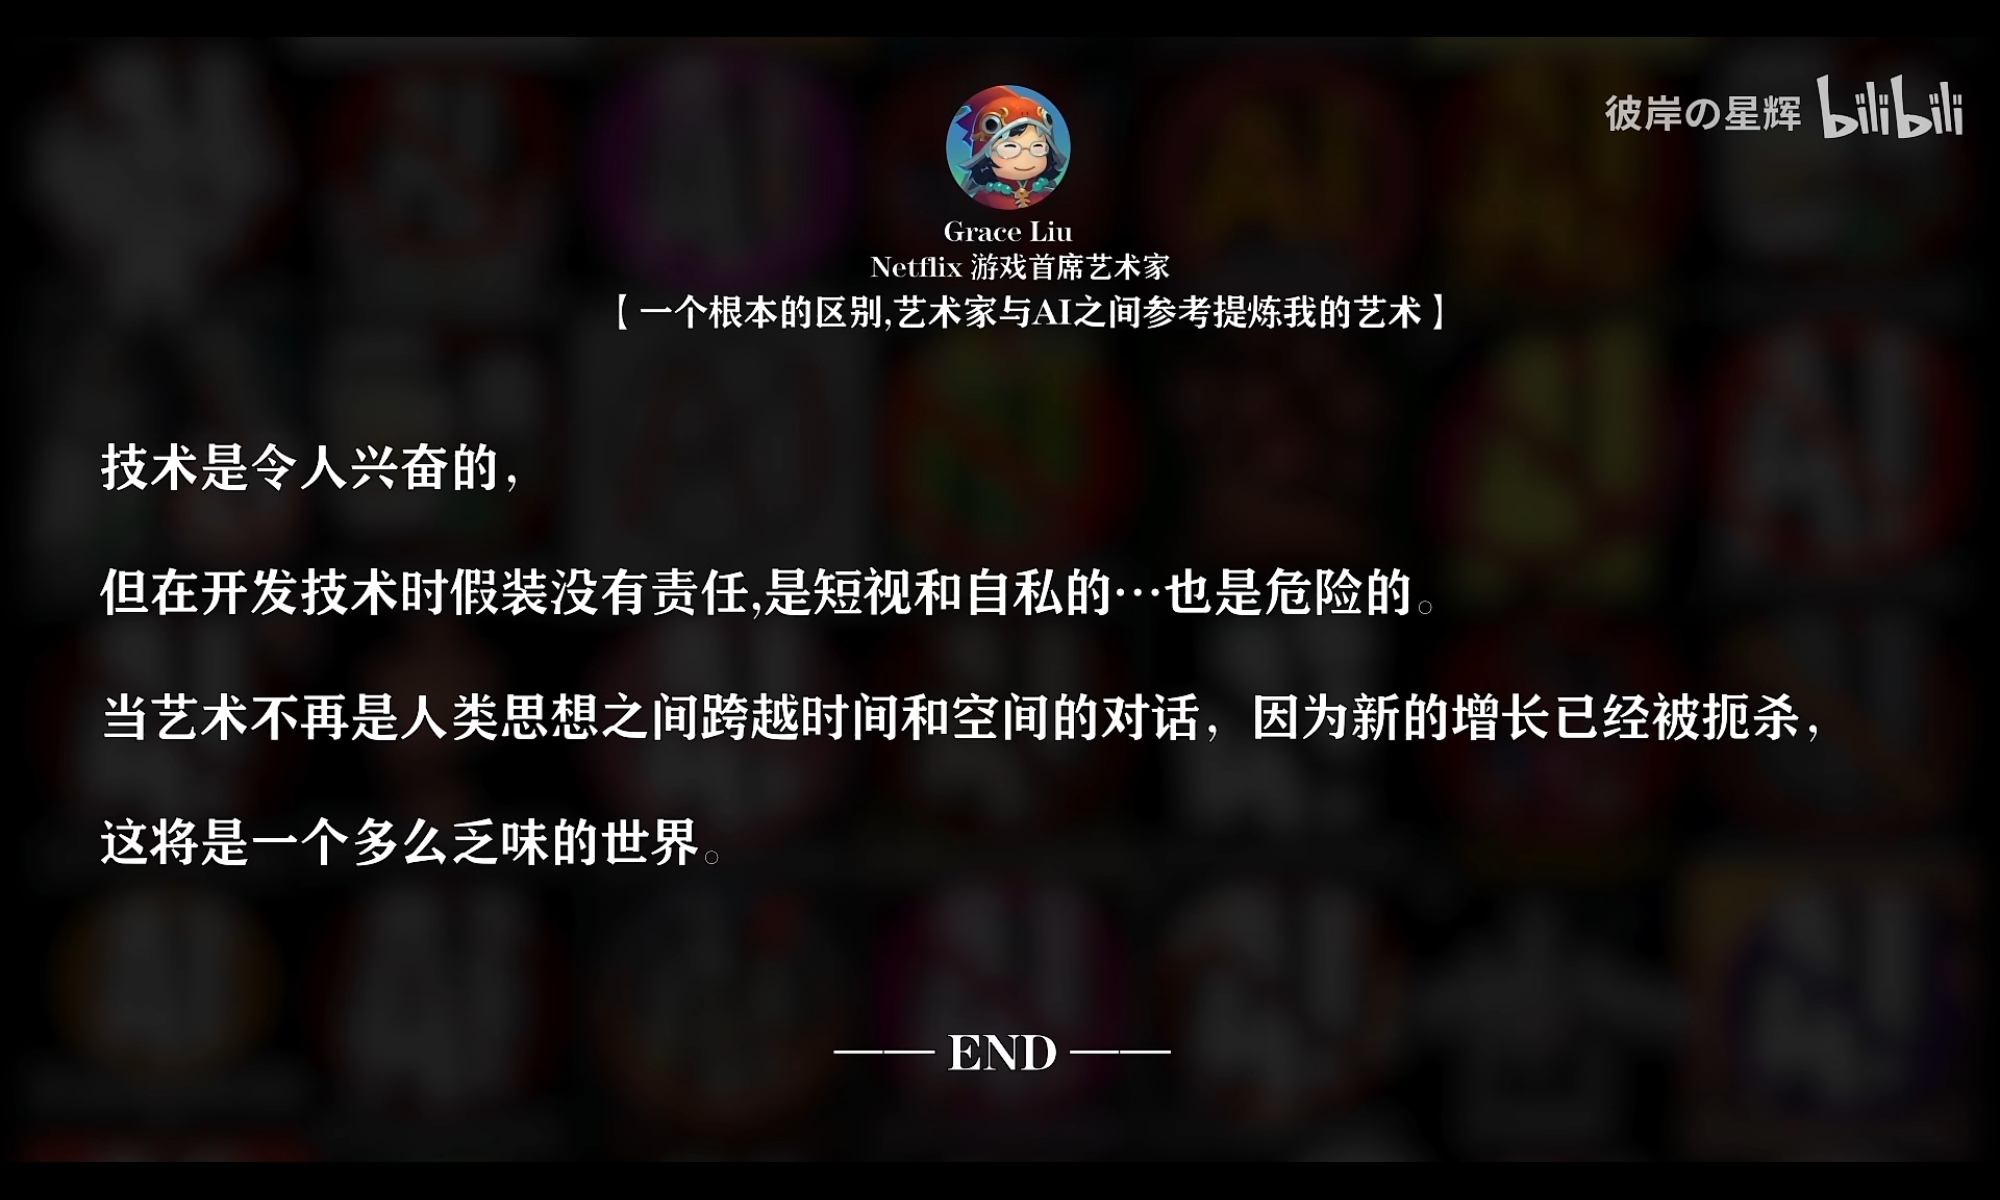 彼岸の星辉 bilibili
Grace Liu
Netflix 游戏首席艺术家
【一个根本的区别,艺术家与AI之间参考提炼我的艺术】
技术是令人兴奋的，
但在开发技术时假装没有责任,是短视和自私的…也是危险的。
当艺术不再是人类思想之间跨越时间和空间的对话，因为新的增长已经被扼杀，
这将是一个多么乏味的世界。
—— END ——